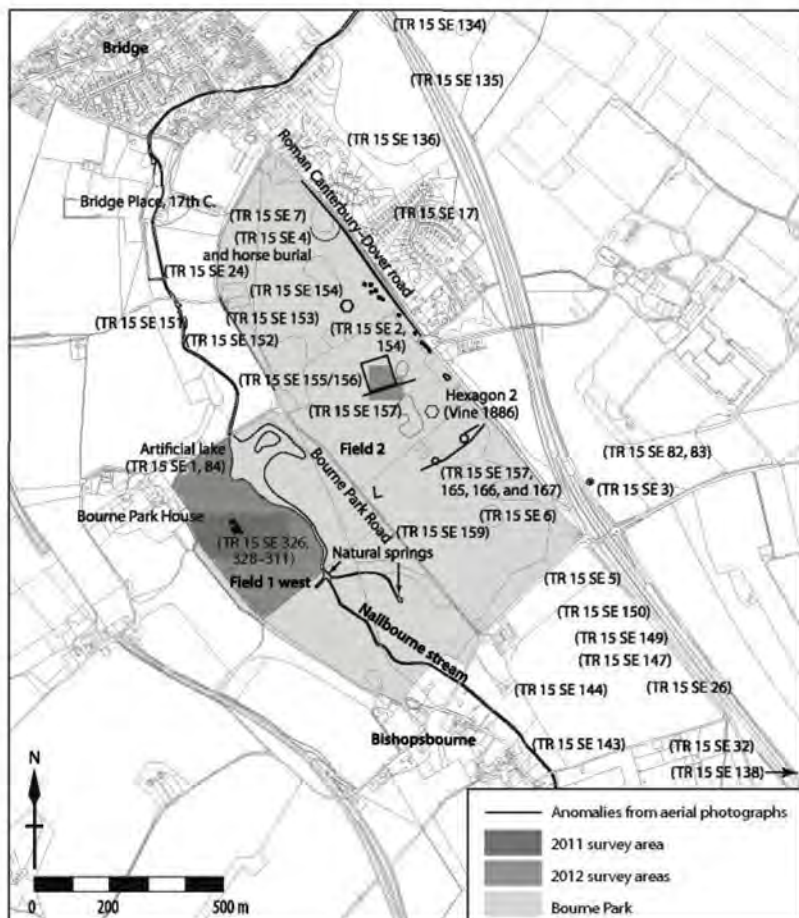 (TR 15 SE 134)
Bridge
(TR 15 SE 135)
(TR 15 SE 136)
Roman Canterbury–Dover road
Bridge Place, 17th C.
(TR 15 SE 7)
(TR 15 SE 17)
(TR 15 SE 4)
and horse burial
(TR 15 SE 24)
(TR 15 SE 154)
(TR 15 SE 151)
(TR 15 SE 153)
(TR 15 SE 2,
154)
(TR 15 SE 152)
(TR 15 SE 155/156)
Hexagon 2
(Vine 1886)
(TR 15 SE 157)
Artificial lake
(TR 15 SE 1, 84)
Field 2
(TR 15 SE 82, 83)
Bourne Park Road
(TR 15 SE 157,
165, 166, and 167)
(TR 15 SE 3)
Bourne Park House
(TR 15 SE 6)
(TR 15 SE 159)
(TR 15 SE 326,
328–311)
Natural springs
Field 1 west
(TR 15 SE 5)
Nailbourne stream
(TR 15 SE 150)
(TR 15 SE 149)
(TR 15 SE 147)
(TR 15 SE 144)
(TR 15 SE 26)
Bishopsbourne
(TR 15 SE 143)
(TR 15 SE 32)
(TR 15 SE 138)
N
0 200 500 m
Anomalies from aerial photographs
2011 survey area
2012 survey areas
Bourne Park